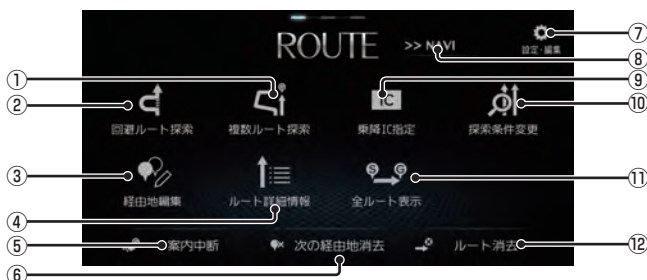 ROUTE >> NAVI
設定・編集
⑦
⑧
① ⑨
② ⑩
回避ルート探索 複数ルート探索 乗降IC指定 探索条件変更
③ ⑪
経由地編集 ルート詳細情報 全ルート表示
④
⑤ 案内中断 次の経由地消去 ルート消去 ⑫
⑥
IC
S G